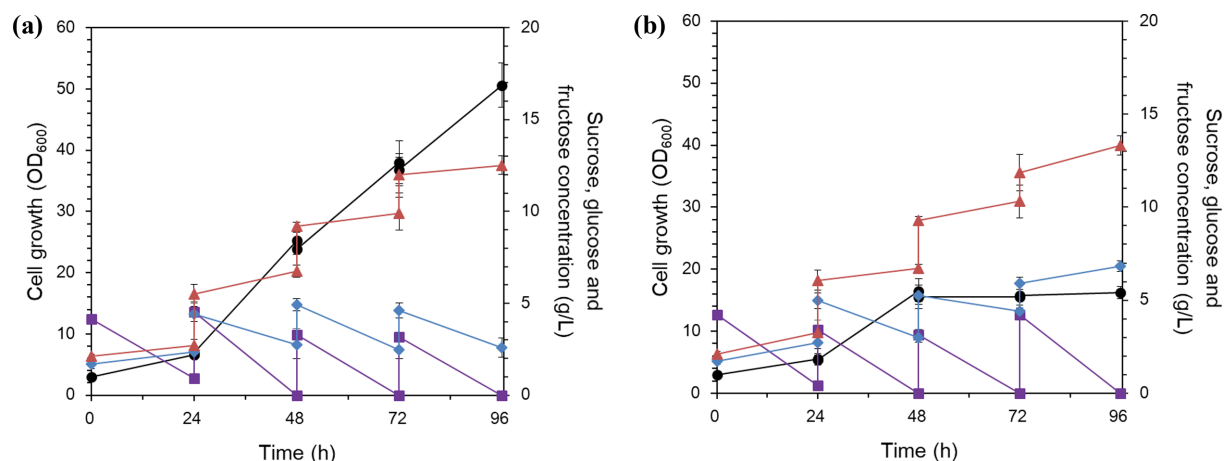 (a)
60
50
40
30
20
10
0
Cell growth (OD600)
20
15
10
5
0
Sucrose, glucose and
fructose concentration (g/L)
0 24 48 72 96
Time (h)
(b)
60
50
40
30
20
10
0
Cell growth (OD600)
20
15
10
5
0
Sucrose, glucose and
fructose concentration (g/L)
0 24 48 72 96
Time (h)